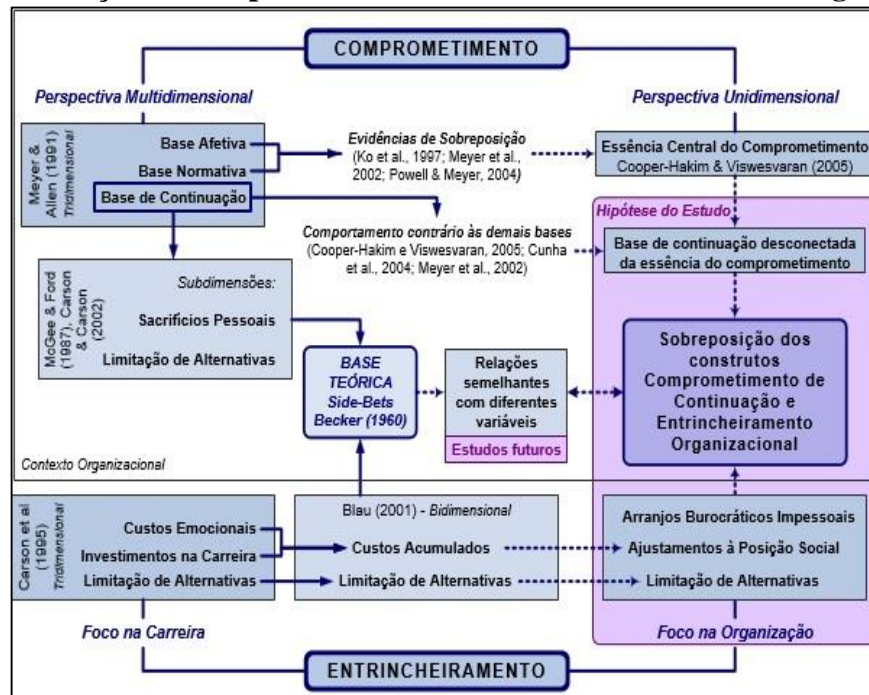 COMPROMETIMENTO
Perspectiva Multidimensional
Perspectiva Unidimensional
Meyer &
Allen (1991)
Tridimensional
Base Afetiva
Base Normativa
Base de Continuação
Evidências de Sobreposição
(Ko et al., 1997; Meyer et al.,
2002; Powell & Meyer, 2004)
Essência Central do Comprometimento
Cooper-Hakim & Viswesvaran (2005)
Hipótese do Estudo
Comportamento contrário às demais bases
(Cooper-Hakim e Viswesvaran, 2005; Cunha
et al., 2004; Meyer et al., 2002)
Base de continuação desconectada
da essência do comprometimento
McGee & Ford
(1987), Carson
& Carson
(2002)
Subdimensões:
Sacrifícios Pessoais
Limitação de Alternativas
BASE
TEÓRICA
Side-Bets
Becker (1960)
Relações
semelhantes
com diferentes
variáveis
Estudos futuros
Sobreposição dos
construtos
Comprometimento de
Continuação e
Entrincheiramento
Organizacional
Contexto Organizacional
Carson et al
(1995)
Tridimensional
Custos Emocionais
Investimentos na Carreira
Limitação de Alternativas
Blau (2001) - Bidimensional
Custos Acumulados
Limitação de Alternativas
Arranjos Burocráticos Impessoais
Ajustamentos à Posição Social
Limitação de Alternativas
Foco na Carreira
Foco na Organização
ENTRINCHEIRAMENTO